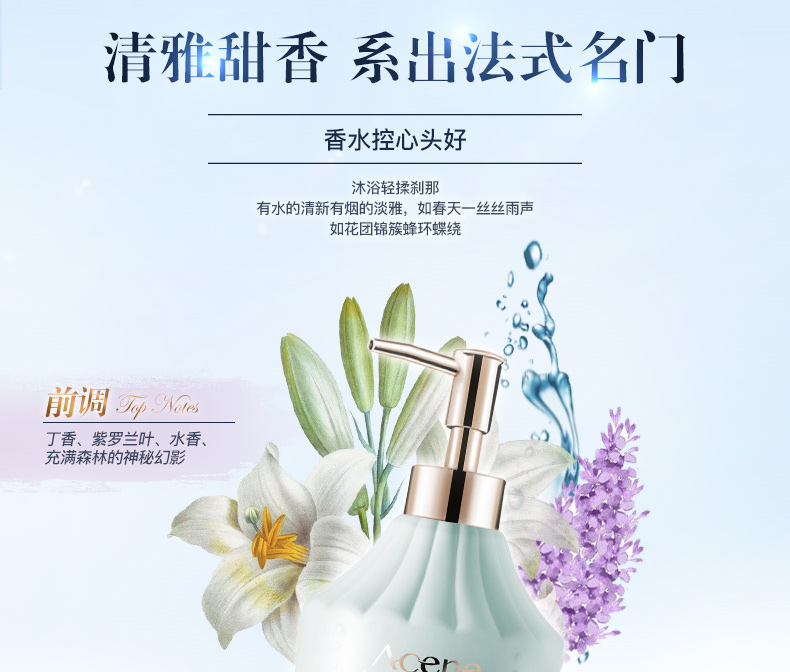 清雅甜香 系出法式名门
香水控心头好
沐浴轻揉刹那
有水的清新有烟的淡雅，如春天一丝丝雨声
如花团锦簇蜂环蝶绕
前调 Top Notes
丁香、紫罗兰叶、水香、
充满森林的神秘幻影